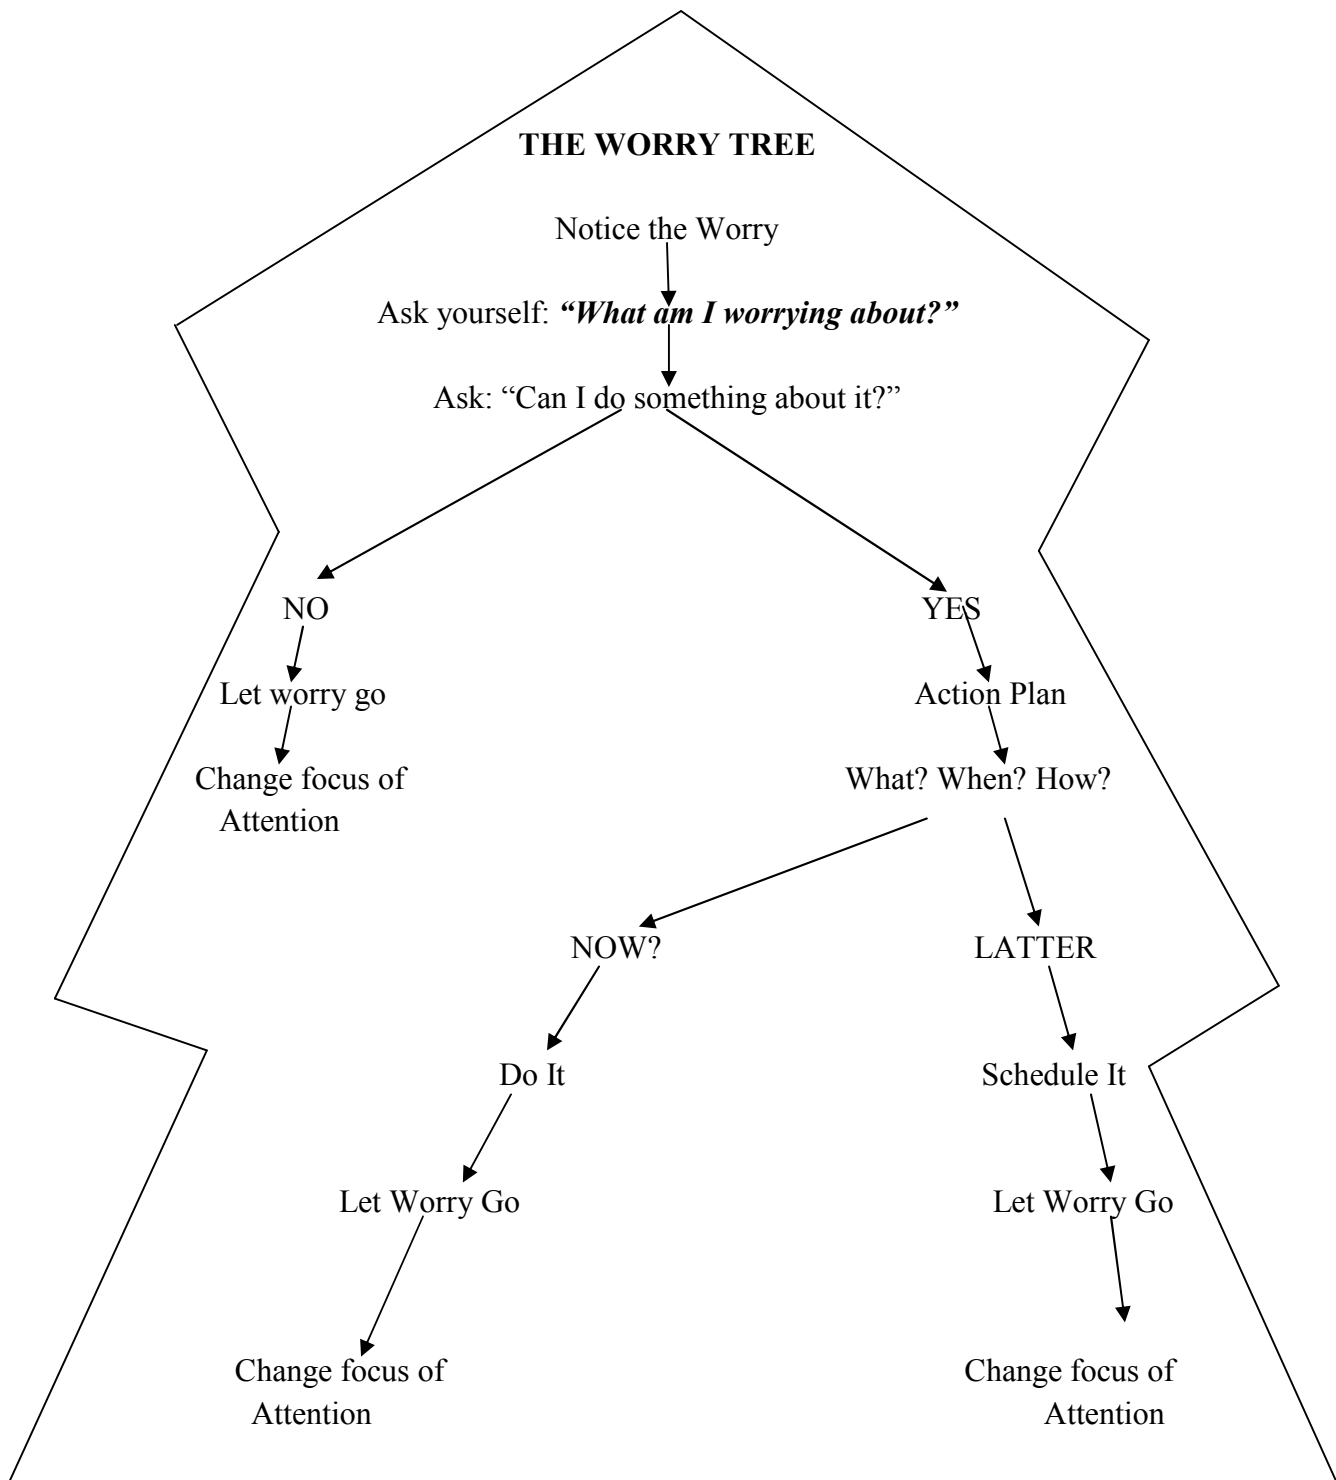 THE WORRY TREE
Notice the Worry
Ask yourself: “What am I worrying about?”
Ask: “Can I do something about it?”
NO
YES
Let worry go
Action Plan
Change focus of
Attention
What? When? How?
NOW?
LATTER
Do It
Schedule It
Let Worry Go
Let Worry Go
Change focus of
Attention
Change focus of
Attention